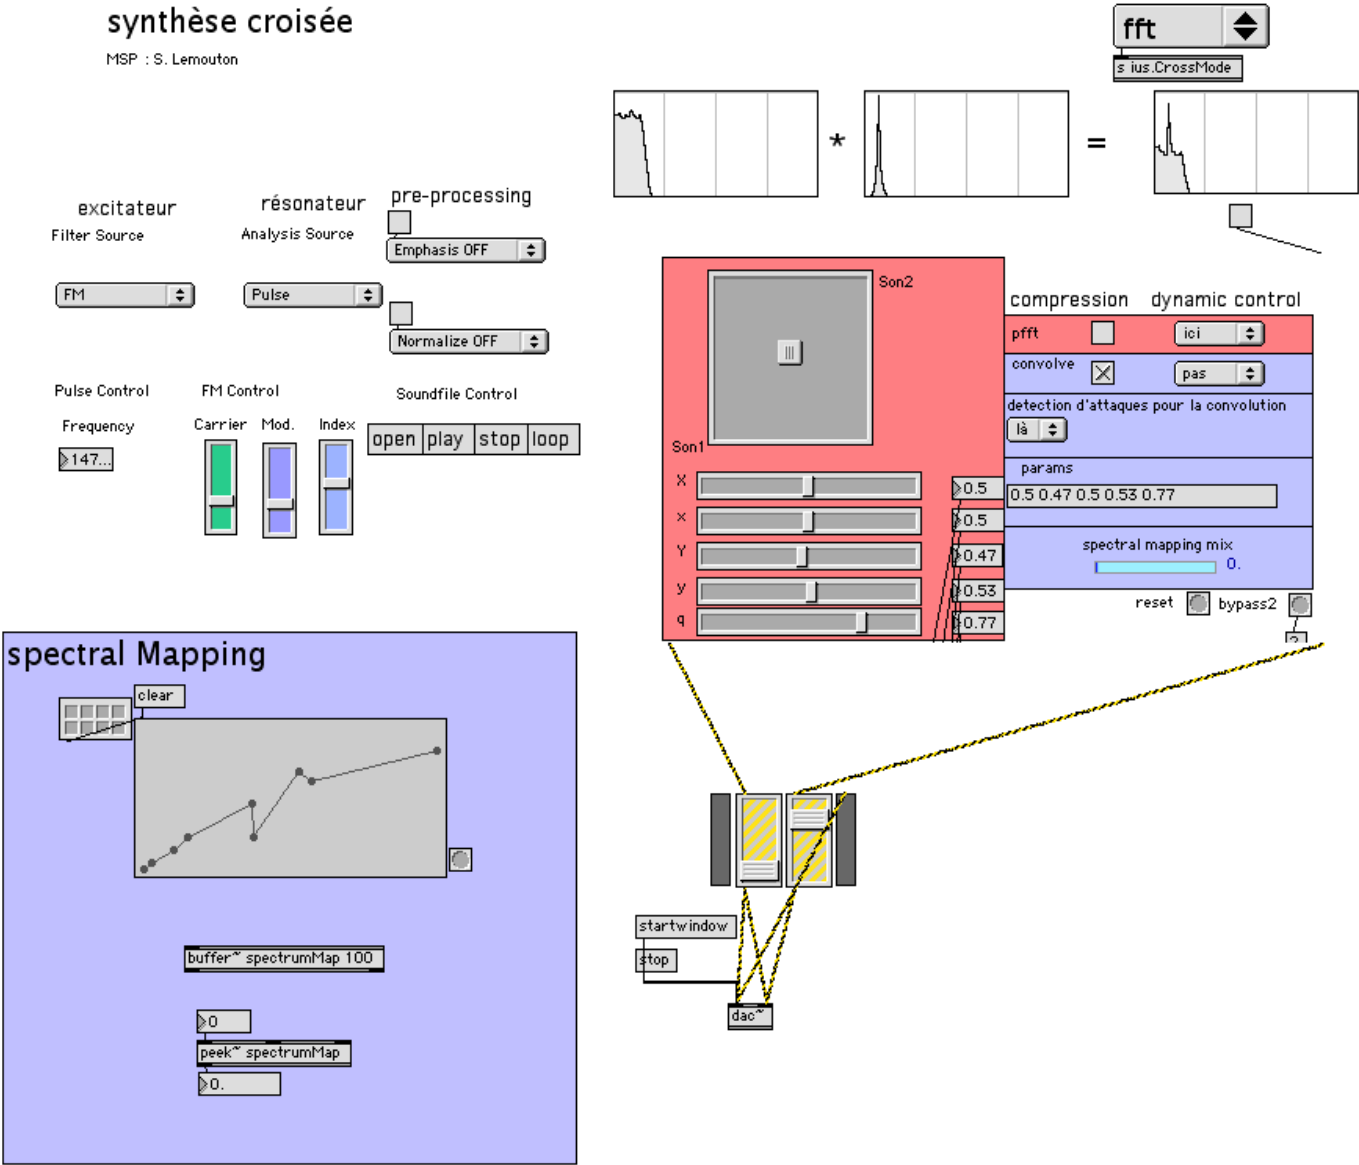 synthèse croisée
MSP : S. Lemouton
fft
s ius.CrossMode
*
=
excitateur
résonateur
pre-processing
Filter Source
Analysis Source
Emphasis OFF
FM
Pulse
Normalize OFF
Pulse Control
FM Control
Soundfile Control
Frequency
Carrier Mod. Index
147...
open play stop loop
Son2
Son1
X
0.5
x
0.5
Y
0.47
y
0.53
q
0.77
compression dynamic control
pfft
ici
convolve
pas
detection d'attaques pour la convolution
là
params
0.5 0.47 0.5 0.53 0.77
spectral mapping mix
0.
reset
bypass2
spectral Mapping
clear
buffer~ spectrumMap 100
0
peek~ spectrumMap
0.
startwindow
stop
dac~